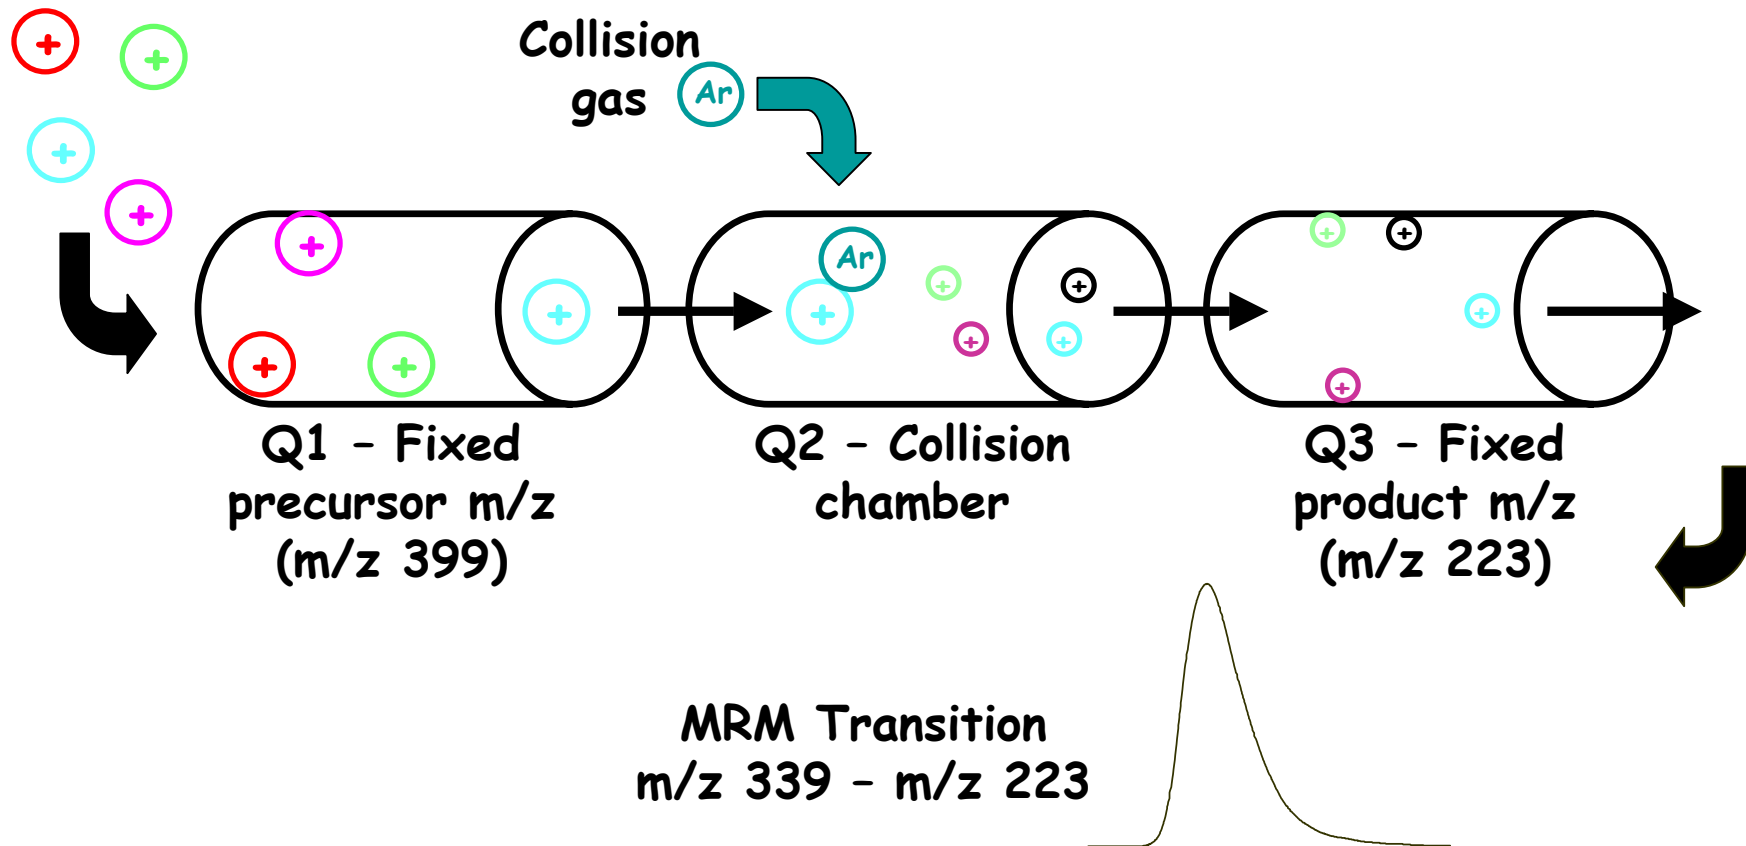 +
+
+
+
Collision
gas
Ar
+
+
+
+
Ar
+
+
+
+
+
+
+
+
+
Q1 – Fixed
precursor m/z
(m/z 399)
Q2 – Collision
chamber
Q3 – Fixed
product m/z
(m/z 223)
MRM Transition
m/z 339 – m/z 223